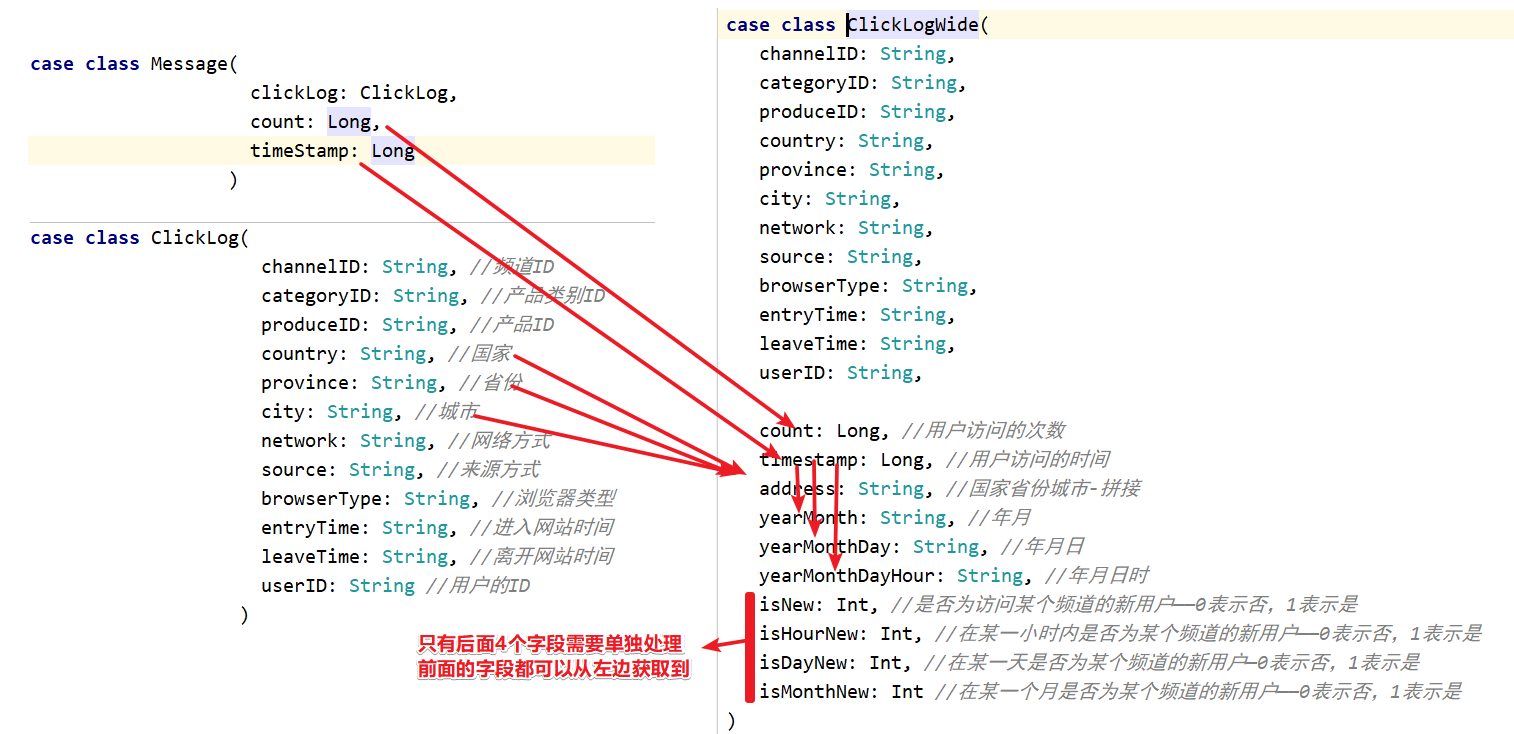 case class Message(
clickLog: ClickLog,
count: Long,
timeStamp: Long
)
case class ClickLog(
channelID: String, //频道ID
categoryID: String, //产品类别ID
produceID: String, //产品ID
country: String, //国家
province: String, //省份
city: String, //城市
network: String, //网络方式
source: String, //来源方式
browserType: String, //浏览器类型
entryTime: String, //进入网站时间
leaveTime: String, //离开网站时间
userID: String //用户的ID
)
只有后面4个字段需要单独处理
前面的字段都可以从左边获取到
case class ClickLogWide(
channelID: String,
categoryID: String,
produceID: String,
country: String,
province: String,
city: String,
network: String,
source: String,
browserType: String,
entryTime: String,
leaveTime: String,
userID: String,
count: Long, //用户访问的次数
timestamp: Long, //用户访问的时间
address: String, //国家省份城市-拼接
yearMonth: String, //年月
yearMonthDay: String, //年月日
yearMonthDayHour: String, //年月日时
isNew: Int, //是否为访问某个频道的新用户——0表示否，1表示是
isHourNew: Int, //在某一小时内是否为某个频道的新用户——0表示否，1表示是
isDayNew: Int, //在某一天是否为某个频道的新用户—0表示否，1表示是
isMonthNew: Int //在某一个月是否为某个频道的新用户——0表示否，1表示是
)